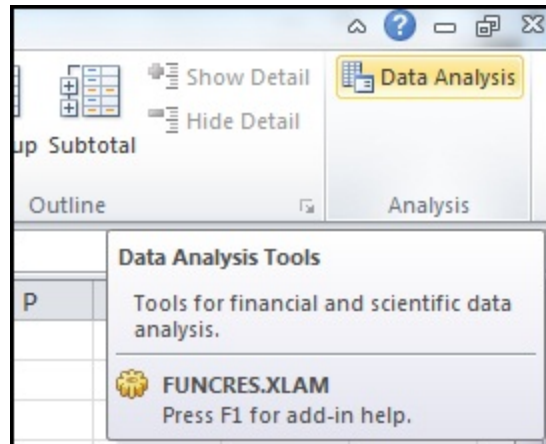 Show Detail
Data Analysis
Hide Detail
up Subtotal
Outline
Analysis
Data Analysis Tools
P
Tools for financial and scientific data
analysis.
FUNCRES.XLAM
Press F1 for add-in help.